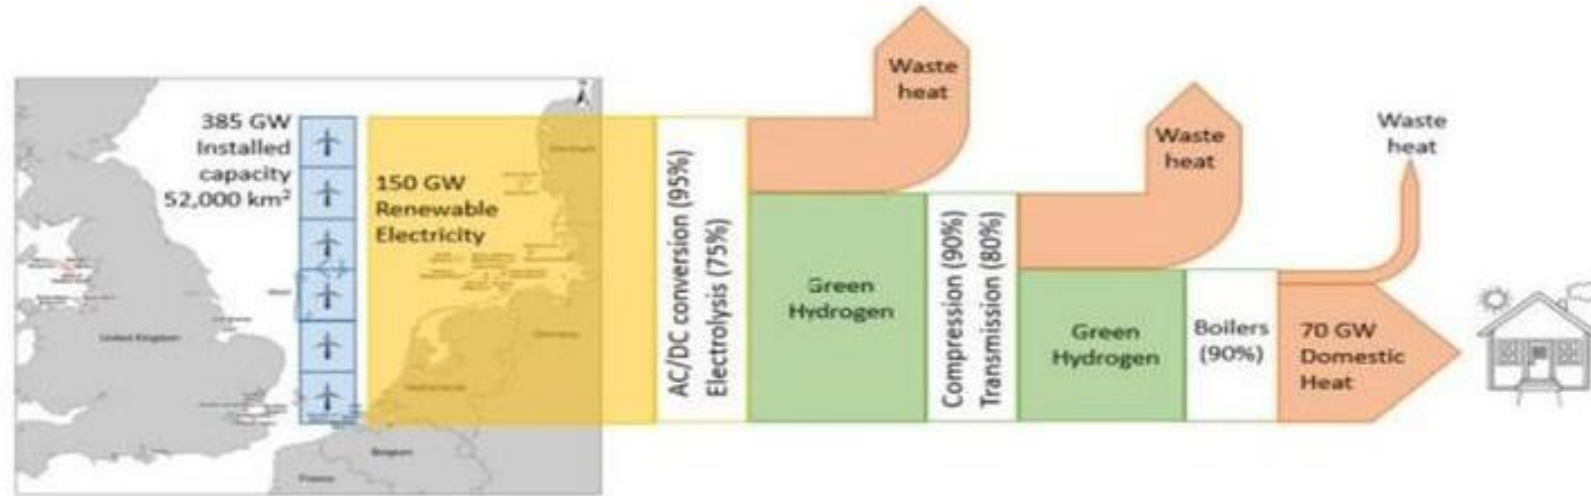 385 GW
Installed
capacity
52,000 km²
150 GW
Renewable
Electricity
AC/DC conversion (95%)
Electrolysis (75%)
Waste
heat
Green
Hydrogen
Compression (90%)
Transmission (80%)
Waste
heat
Green
Hydrogen
Boilers
(90%)
Waste
heat
70 GW
Domestic
Heat
United Kingdom
Denmark
Germany
Netherlands
Belgium
France